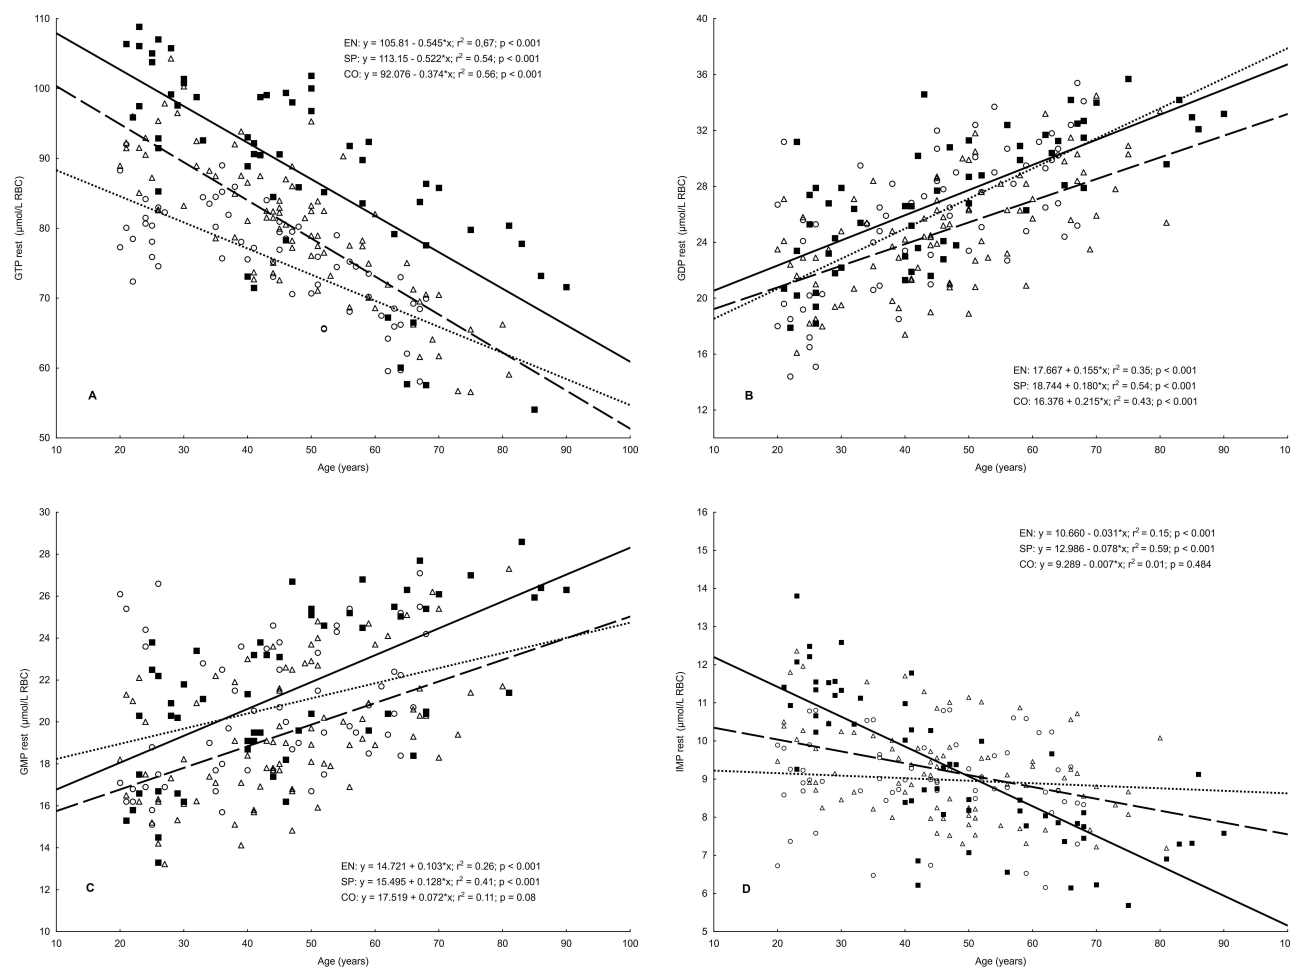 110
100
90
80
70
60
50
GTP rest (µmol/L RBC)
EN: y = 105.81 - 0.545*x; r² = 0,67; p < 0.001
SP: y = 113.15 - 0.522*x; r² = 0.54; p < 0.001
CO: y = 92.076 - 0.374*x; r² = 0.56; p < 0.001
A
10 20 30 40 50 60 70 80 90 100
Age (years)
40
36
32
28
24
20
16
12
GDP rest (µmol/L RBC)
EN: 17.667 + 0.155*x; r² = 0.35; p < 0.001
SP: 18.744 + 0.180*x; r² = 0.54; p < 0.001
CO: 16.376 + 0.215*x; r² = 0.43; p < 0.001
B
10 20 30 40 50 60 70 80 90 10
Age (years)
30
28
26
24
22
20
18
16
14
12
10
GMP rest (µmol/L RBC)
EN: y = 14.721 + 0.103*x; r² = 0.26; p < 0.001
SP: y = 15.495 + 0.128*x; r² = 0.41; p < 0.001
CO: y = 17.519 + 0.072*x; r² = 0.11; p = 0.08
C
10 20 30 40 50 60 70 80 90 100
Age (years)
16
15
14
13
12
11
10
9
8
7
6
5
IMP rest (µmol/L RBC)
EN: y = 10.660 - 0.031*x; r² = 0.15; p < 0.001
SP: y = 12.986 - 0.078*x; r² = 0.59; p < 0.001
CO: y = 9.289 - 0.007*x; r² = 0.01; p = 0.484
D
10 20 30 40 50 60 70 80 90 10
Age (years)